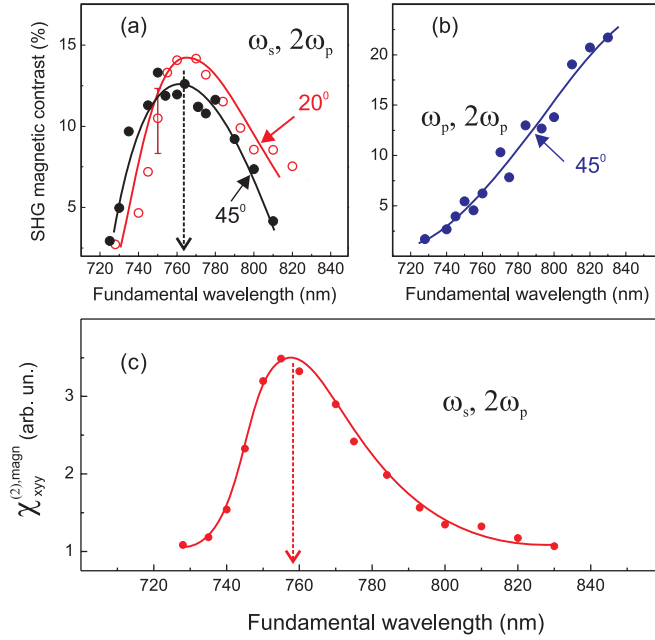 (a)
ωs, 2ωp
20⁰
45⁰
SHG magnetic contrast (%)
15
10
5
720 740 760 780 800 820 840
Fundamental wavelength (nm)
(b)
ωp, 2ωp
45⁰
20
15
10
5
720 740 760 780 800 820 840
Fundamental wavelength (nm)
(c)
ωs, 2ωp
χ(2),magn xyy (arb. un.)
3
2
1
720 740 760 780 800 820 840
Fundamental wavelength (nm)